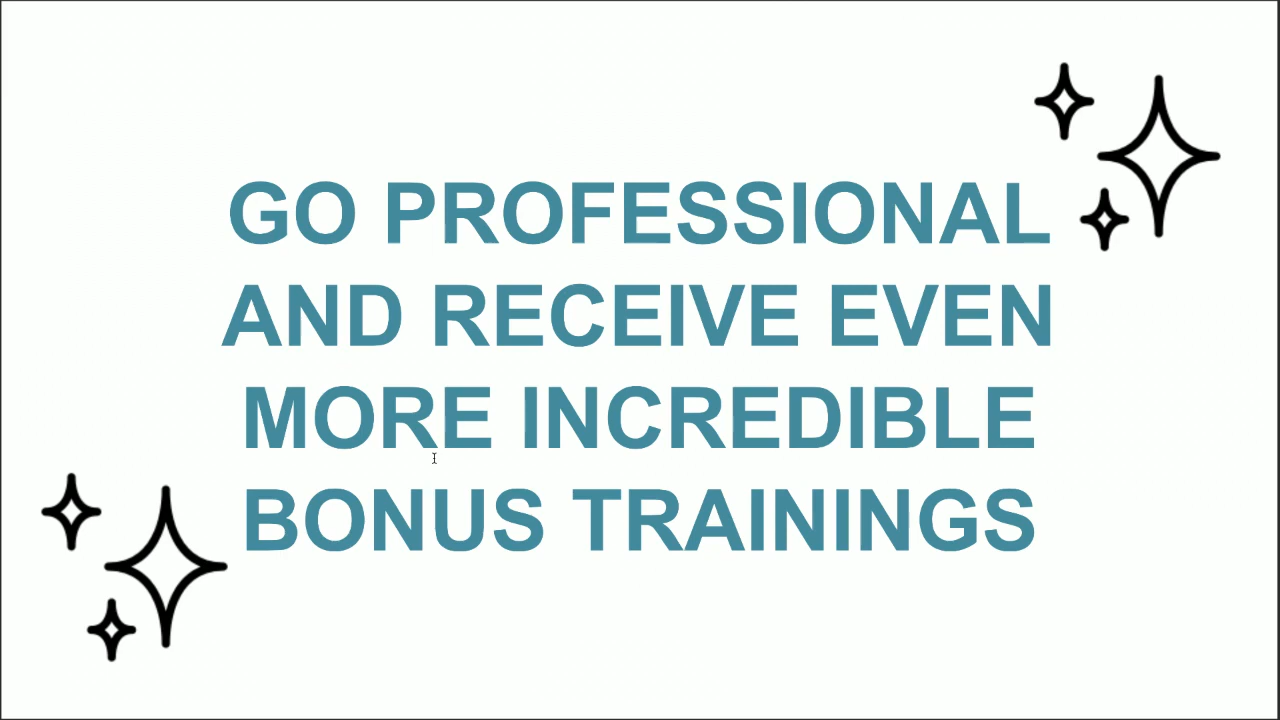 GO PROFESSIONAL
AND RECEIVE EVEN
MORE INCREDIBLE
BONUS TRAININGS